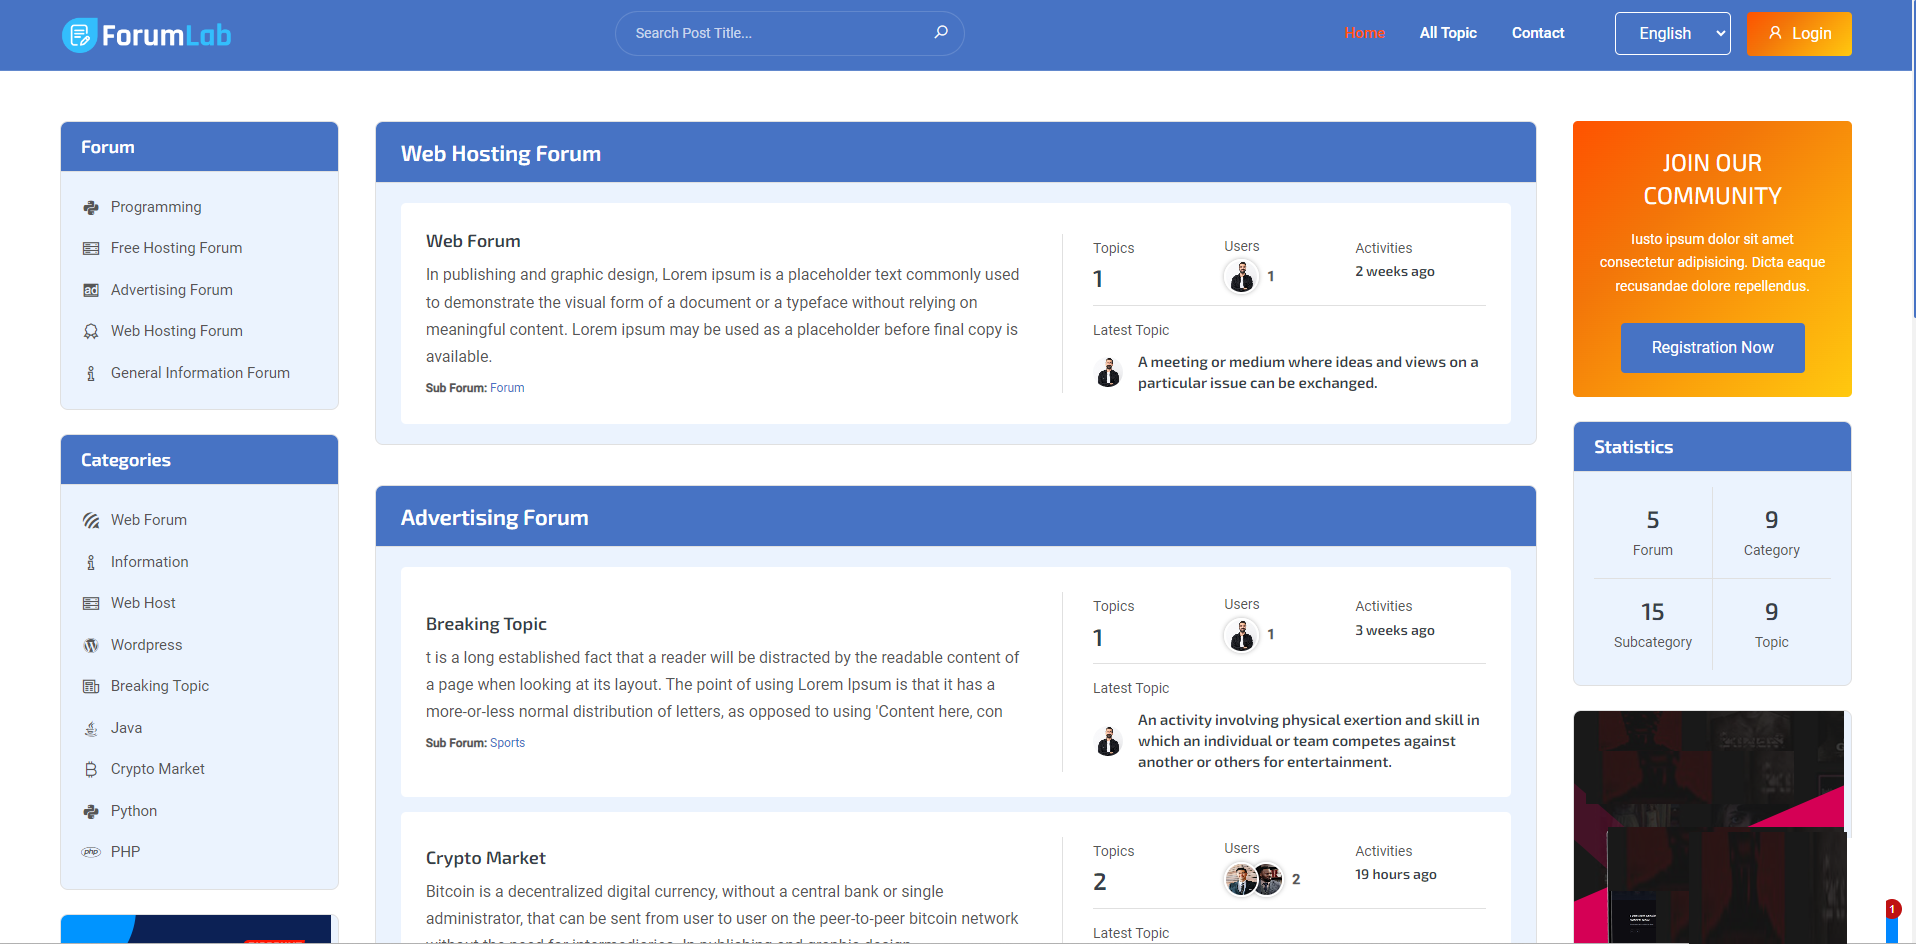 ForumLab
Search Post Title...
Home
All Topic
Contact
English
Login
Forum
Programming
Free Hosting Forum
Advertising Forum
Web Hosting Forum
General Information Forum
Categories
Web Forum
Information
Web Host
Wordpress
Breaking Topic
Java
Crypto Market
Python
PHP
Web Hosting Forum
Web Forum
In publishing and graphic design, Lorem ipsum is a placeholder text commonly used
to demonstrate the visual form of a document or a typeface without relying on
meaningful content. Lorem ipsum may be used as a placeholder before final copy is
available.
Sub Forum: Forum
Topics
1
Users
1
Activities
2 weeks ago
Latest Topic
A meeting or medium where ideas and views on a
particular issue can be exchanged.
Advertising Forum
Breaking Topic
t is a long established fact that a reader will be distracted by the readable content of
a page when looking at its layout. The point of using Lorem Ipsum is that it has a
more-or-less normal distribution of letters, as opposed to using 'Content here, con
Sub Forum: Sports
Topics
1
Users
1
Activities
3 weeks ago
Latest Topic
An activity involving physical exertion and skill in
which an individual or team competes against
another or others for entertainment.
Crypto Market
Bitcoin is a decentralized digital currency, without a central bank or single
administrator, that can be sent from user to user on the peer-to-peer bitcoin network
without the need for intermediaries. In publishing and graphic design
Topics
2
Users
2
Activities
19 hours ago
Latest Topic
JOIN OUR
COMMUNITY
Iusto ipsum dolor sit amet
consectetur adipisicing. Dicta eaque
recusandae dolore repellendus.
Registration Now
Statistics
5
Forum
9
Category
15
Subcategory
9
Topic
1